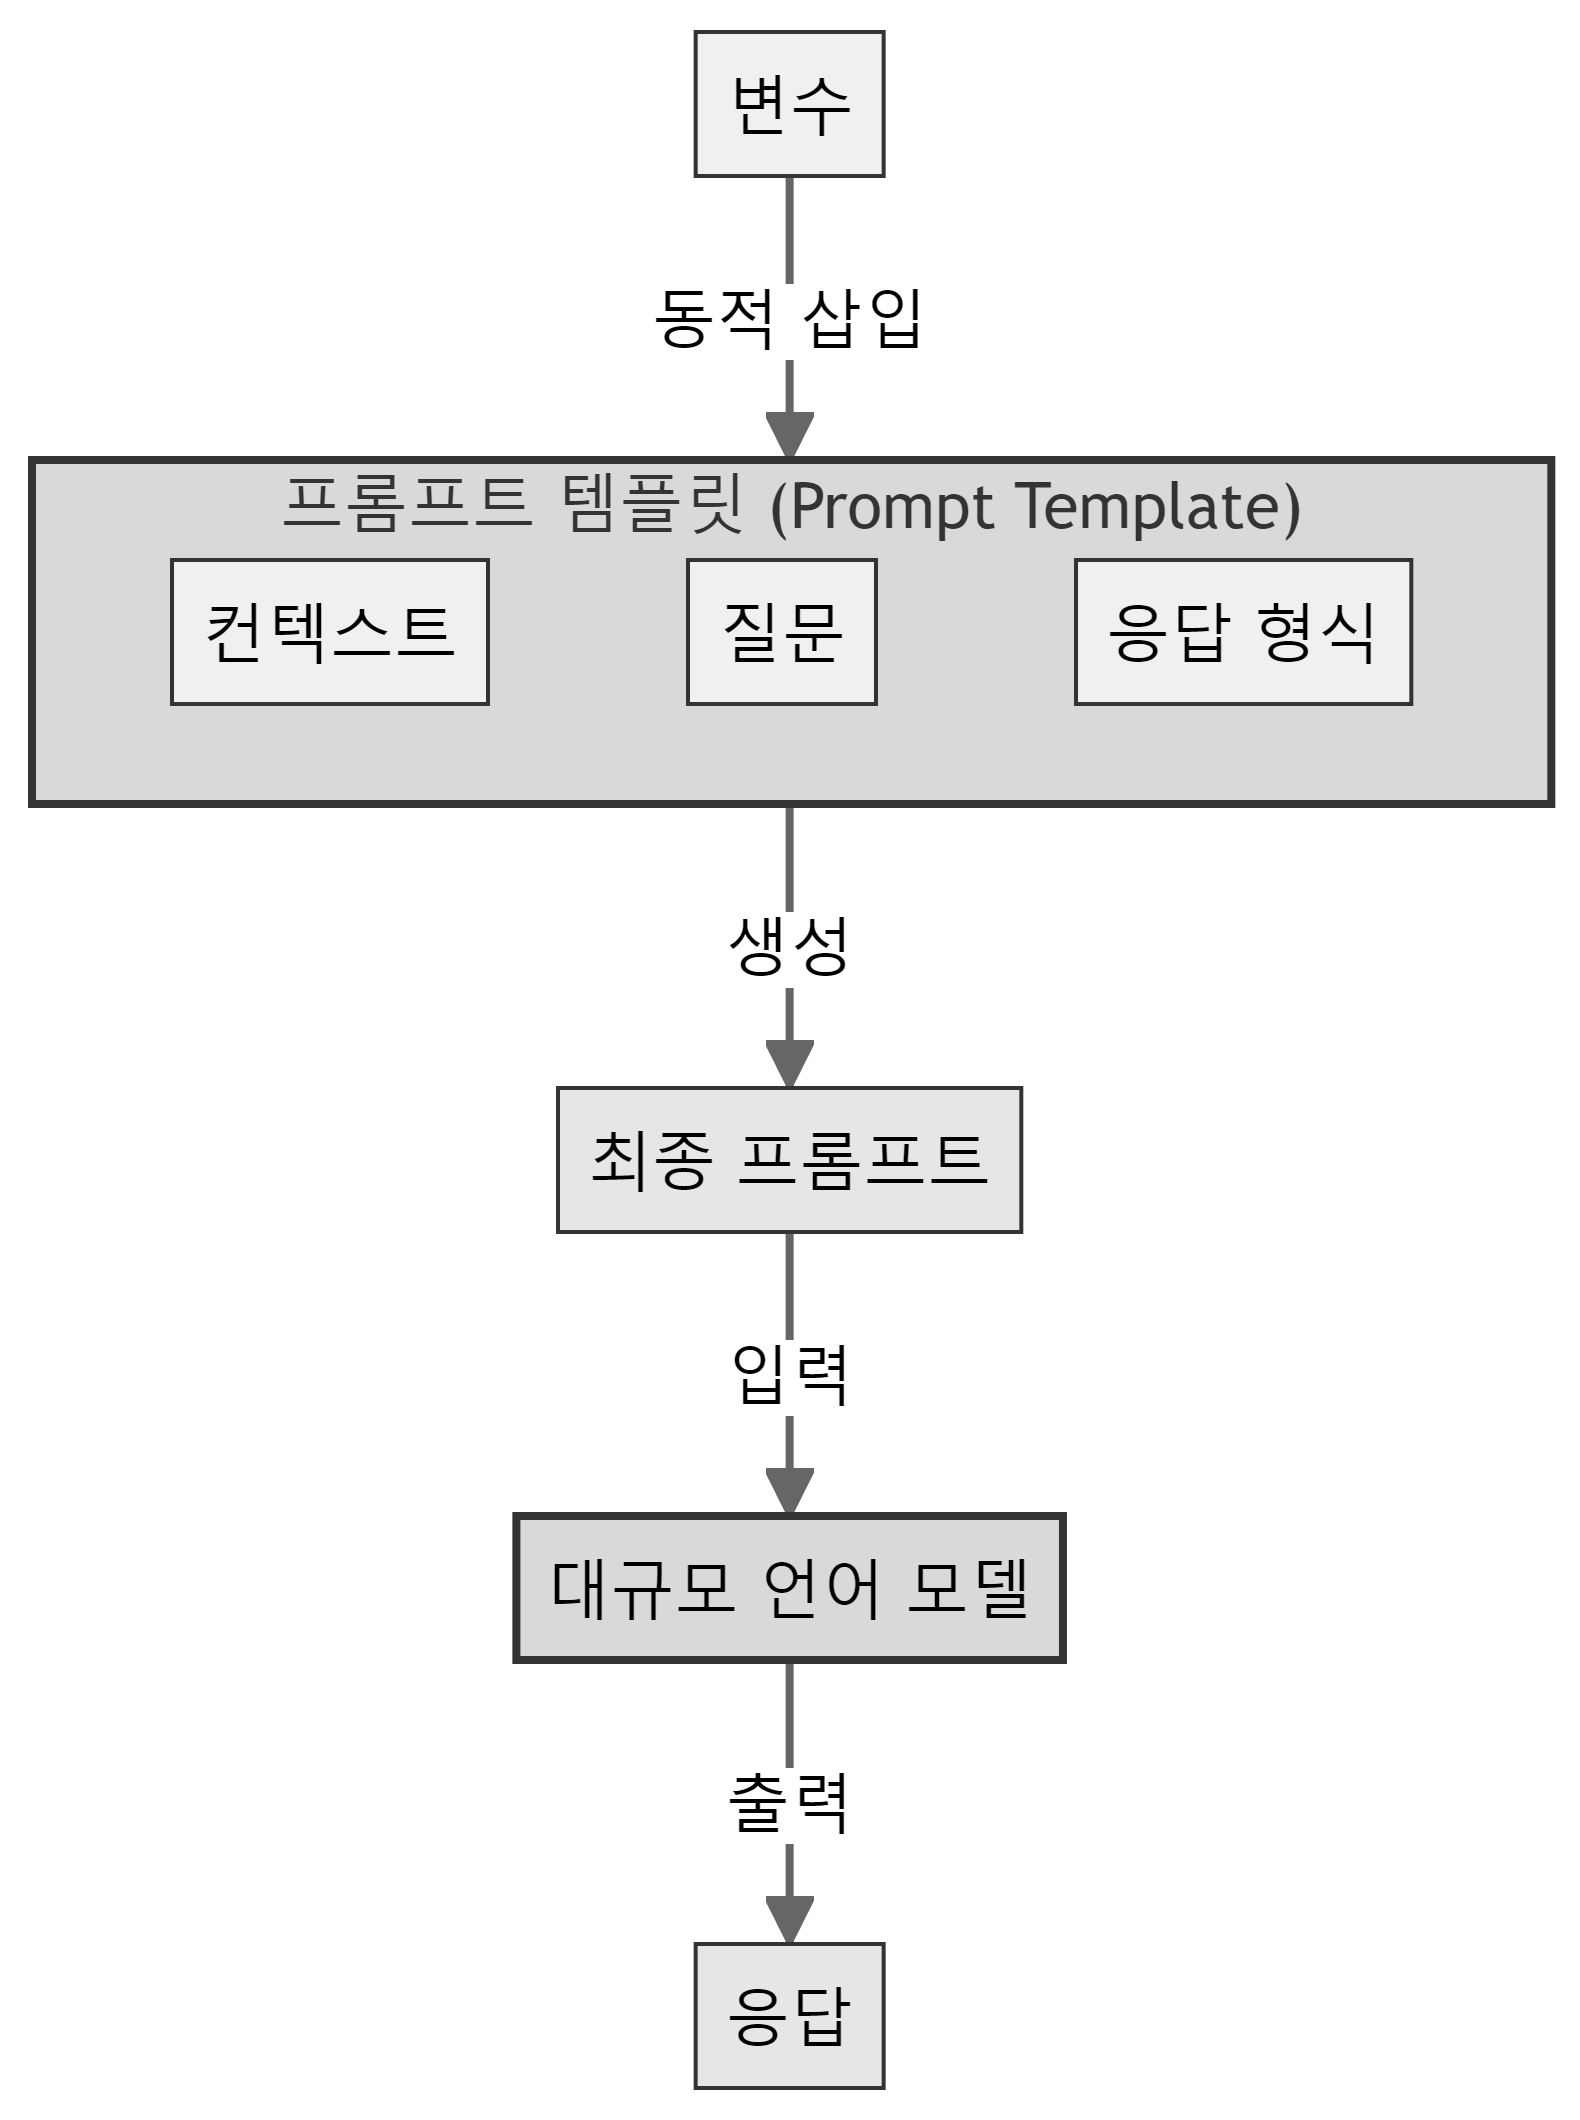 변수
동적 삽입
프롬프트 템플릿 (Prompt Template)
컨텍스트
질문
응답 형식
생성
최종 프롬프트
입력
대규모 언어 모델
출력
응답